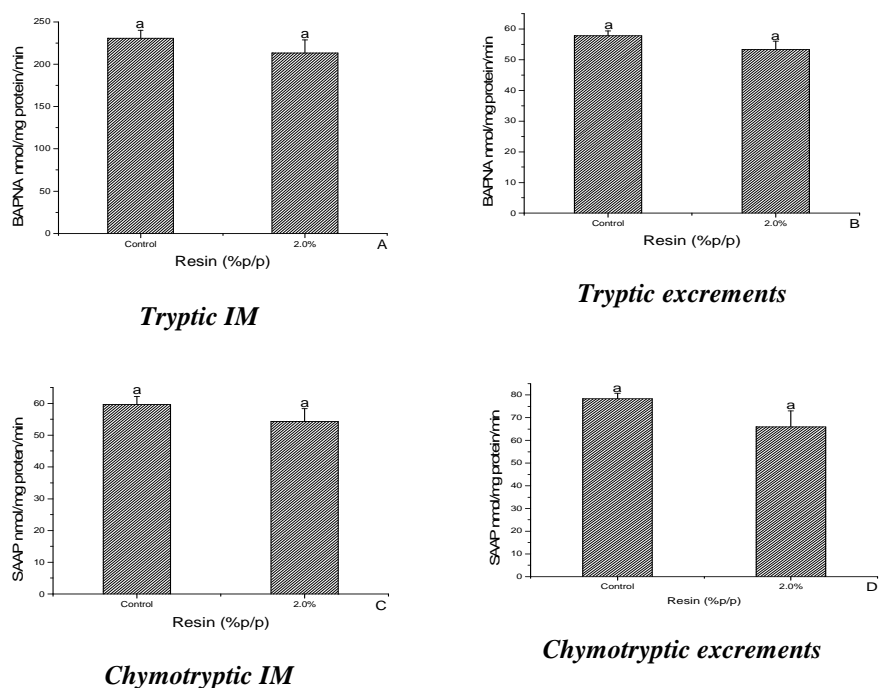 BAPNA nmol/mg protein/min
250
200
150
100
50
0
a
a
Control
2.0%
A
Resin (%p/p)
Tryptic IM
BAPNA nmol/mg protein/min
60
50
40
30
20
10
0
a
a
Control
2.0%
B
Resin (%p/p)
Tryptic excrements
SAAP nmol/mg protein/min
60
50
40
30
20
10
0
a
a
Control
2.0%
C
Resin (%p/p)
Chymotryptic IM
SAAP nmol/mg protein/min
80
70
60
50
40
30
20
10
0
a
a
Control
2.0%
D
Resin (%p/p)
Chymotryptic excrements